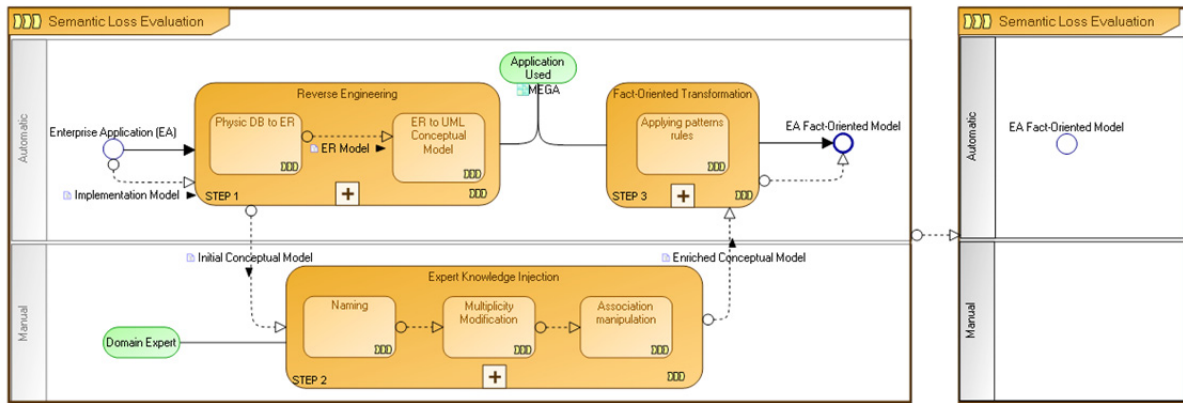 Semantic Loss Evaluation
Automatic
Enterprise Application (EA)
Implementation Model
Reverse Engineering
Physic DB to ER
ER Model
ER to UML
Conceptual
Model
STEP 1
Application
Used
MEGA
Fact-Oriented Transformation
Applying patterns
rules
STEP 3
EA Fact-Oriented Model
Manual
Initial Conceptual Model
Enriched Conceptual Model
Domain Expert
Expert Knowledge Injection
Naming
Multiplicity
Modification
Association
manipulation
STEP 2
Semantic Loss Evaluation
Automatic
EA Fact-Oriented Model
Manual